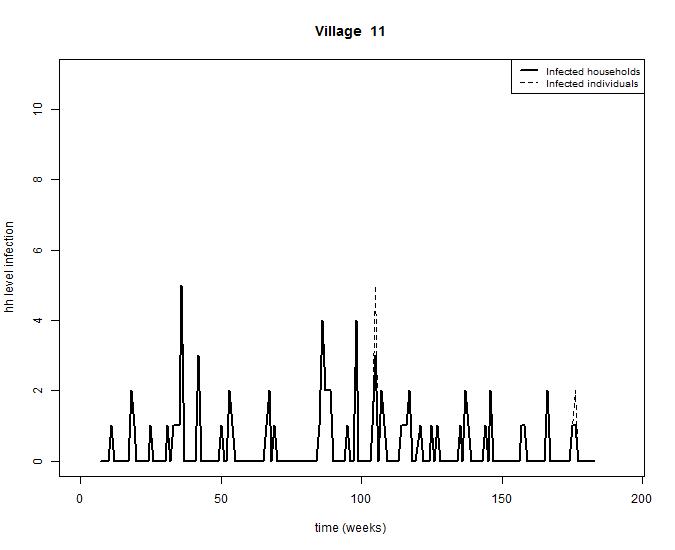 Village 11
Infected households
Infected individuals
10
8
6
4
2
0
hh level infection
0 50 100 150 200
time (weeks)